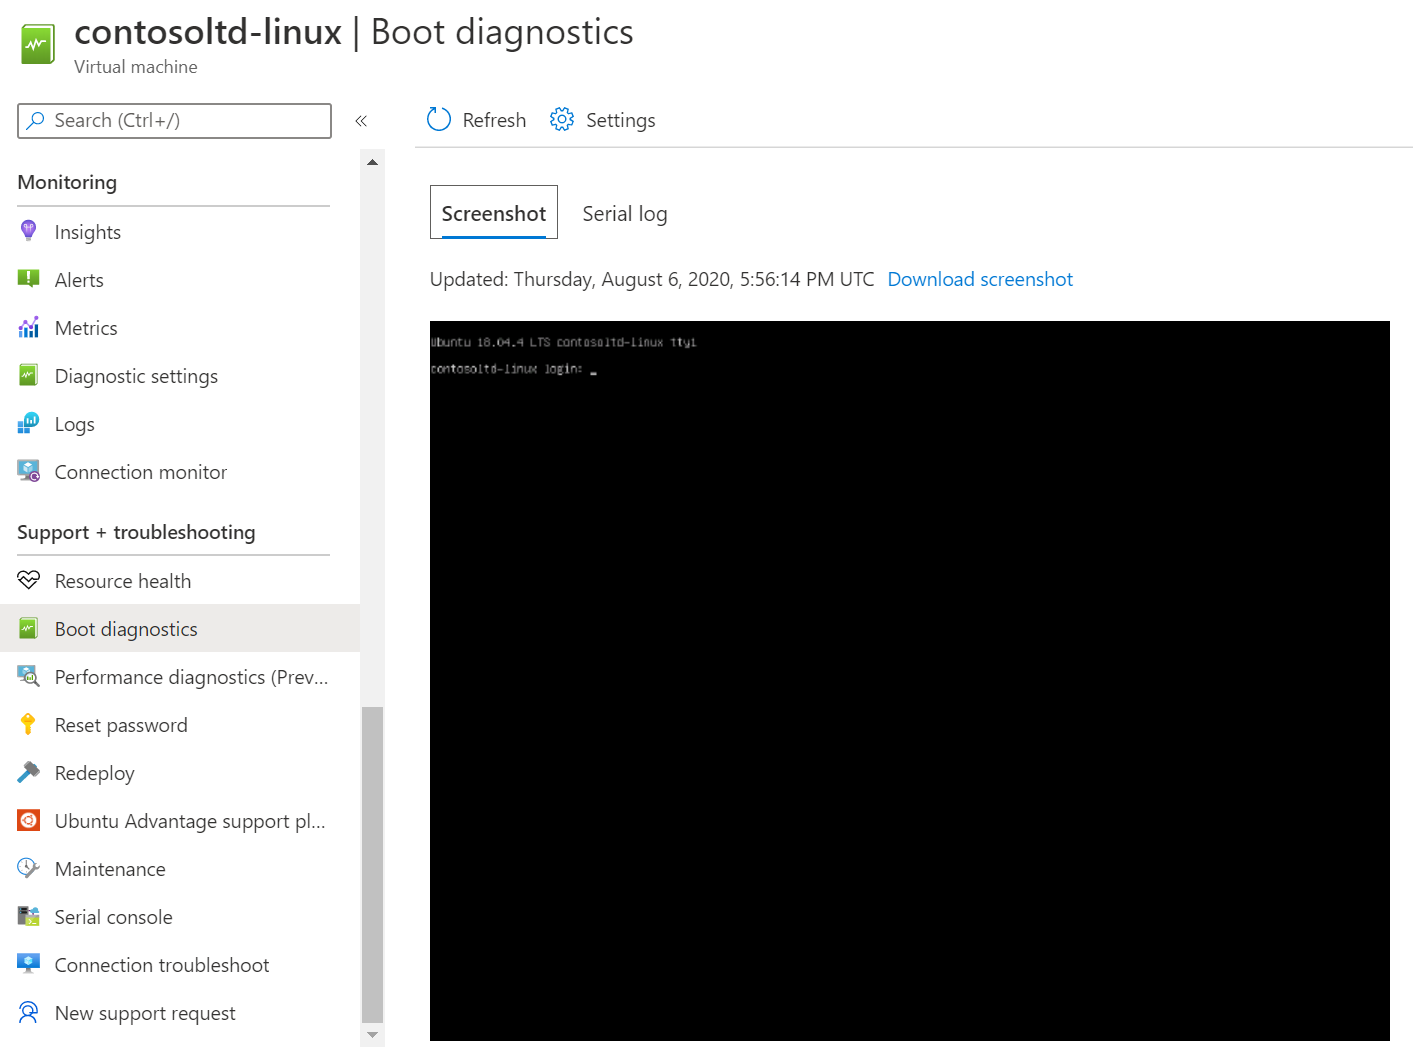 contosoltd-linux | Boot diagnostics
Virtual machine
Search (Ctrl+/)
«
Refresh
Settings
Monitoring
Insights
Alerts
Metrics
Diagnostic settings
Logs
Connection monitor
Support + troubleshooting
Resource health
Boot diagnostics
Performance diagnostics (Prev...
Reset password
Redeploy
Ubuntu Advantage support pl...
Maintenance
Serial console
Connection troubleshoot
New support request
Screenshot
Serial log
Updated: Thursday, August 6, 2020, 5:56:14 PM UTC Download screenshot
Ubuntu 18.04.4 LTS contosoltd-linux tty1
contosoltd-linux login: _